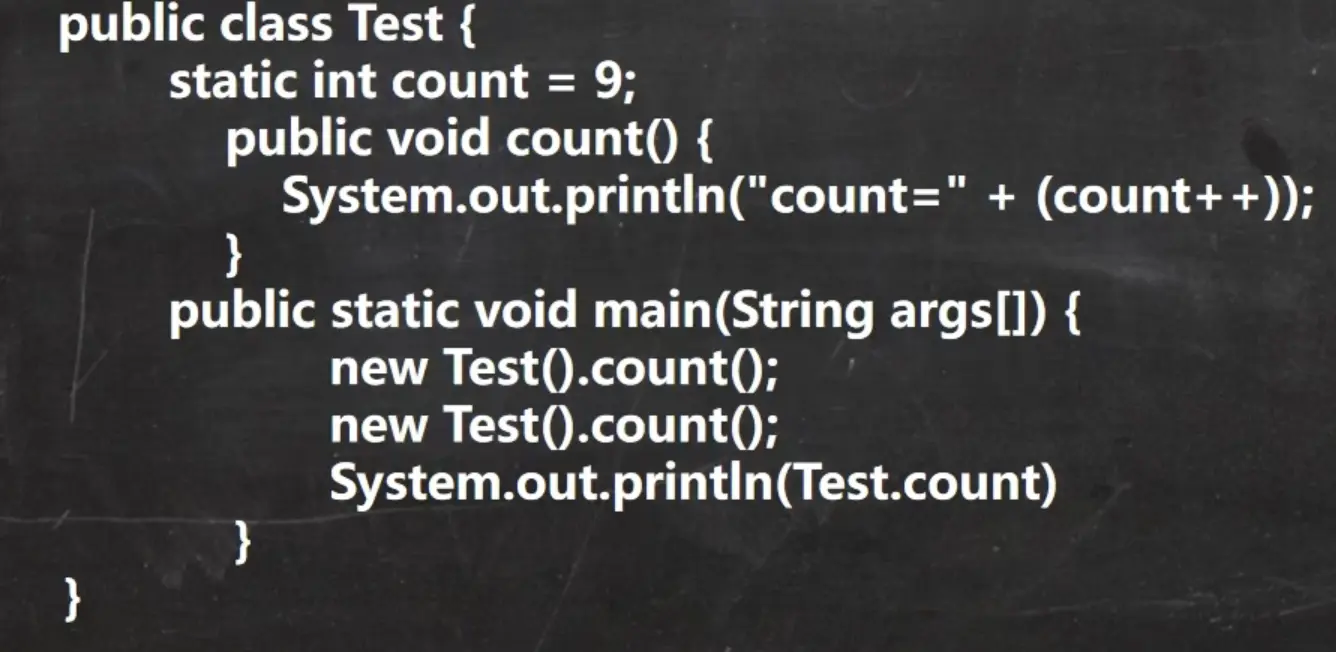 public class Test {
static int count = 9;
public void count() {
System.out.println("count=" + (count++));
}
public static void main(String args[]) {
new Test().count();
new Test().count();
System.out.println(Test.count)
}
}